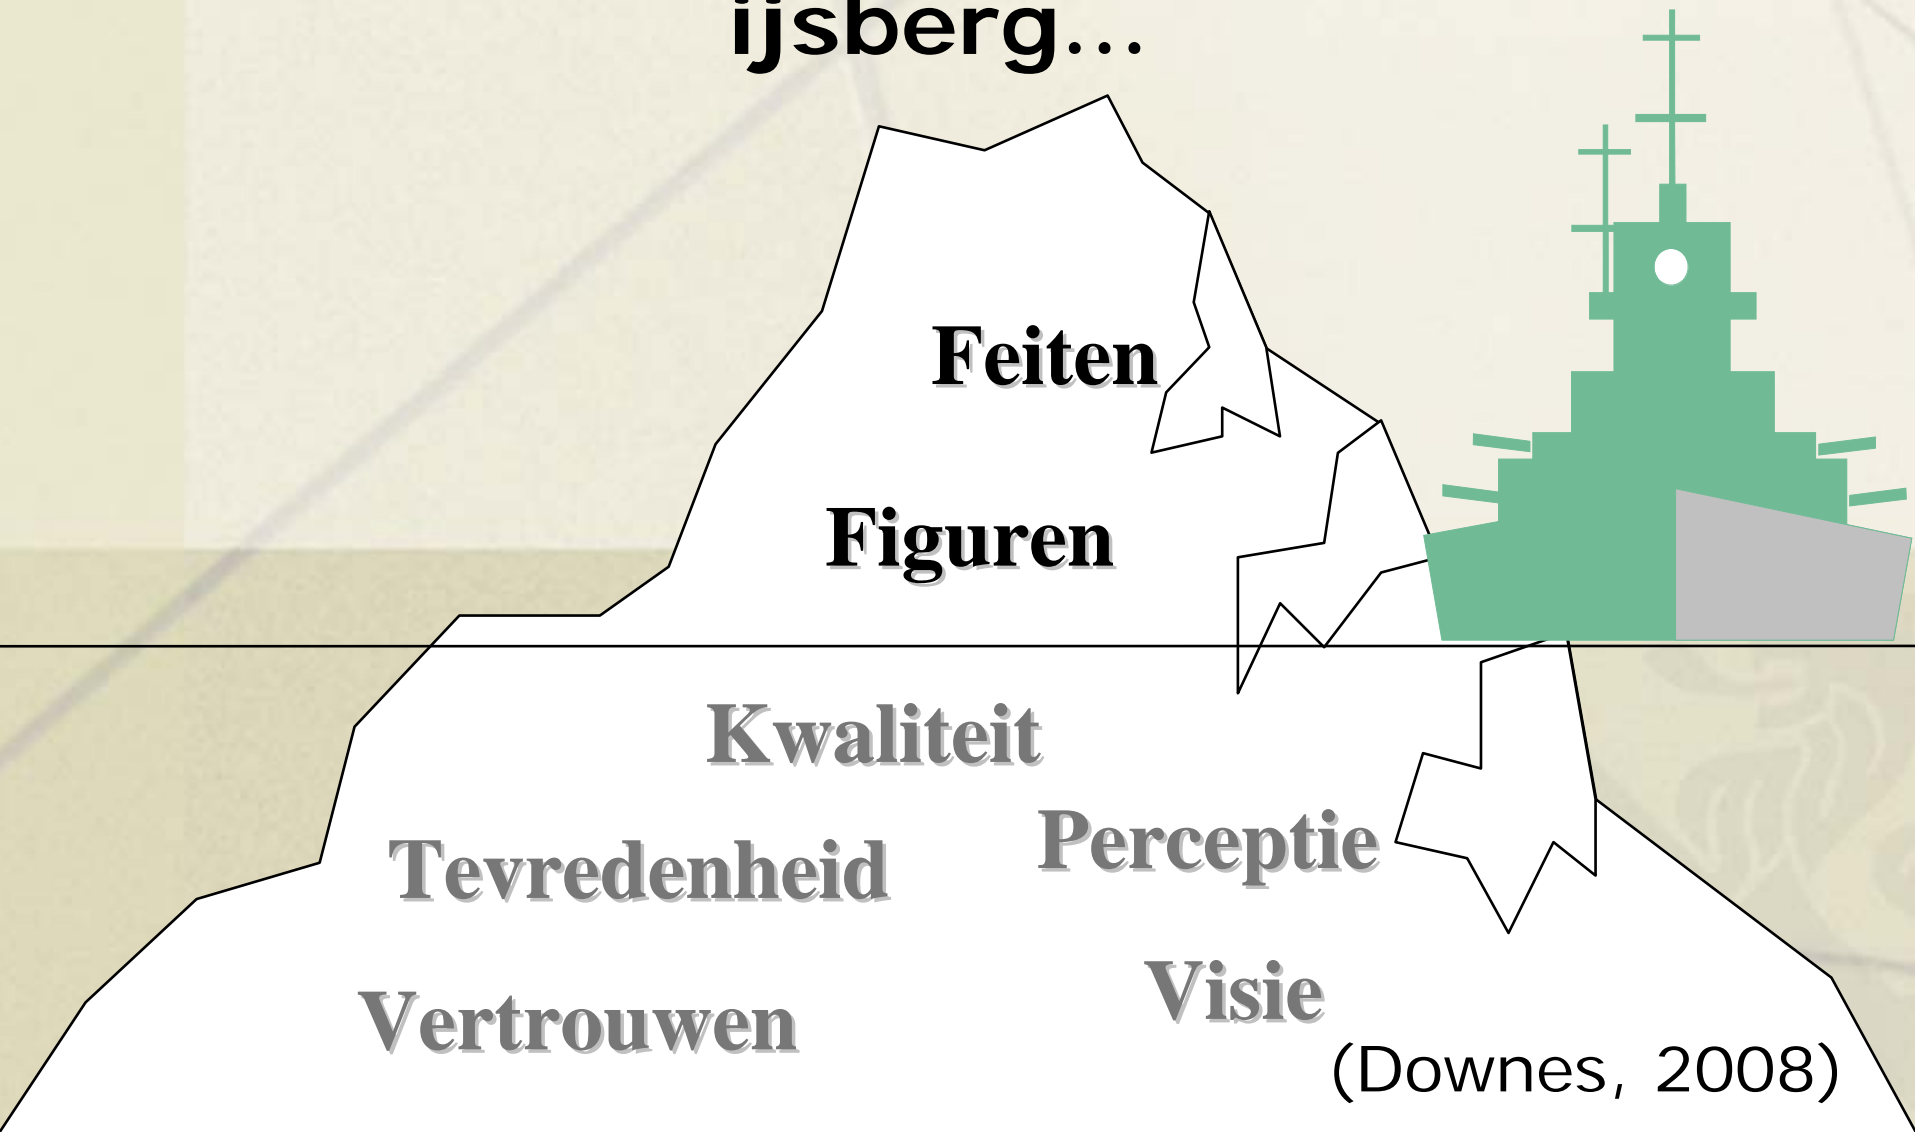 ijsberg...
Feiten
Figuren
Kwaliteit
Perceptie
Tevredenheid
Visie
Vertrouwen
(Downes, 2008)